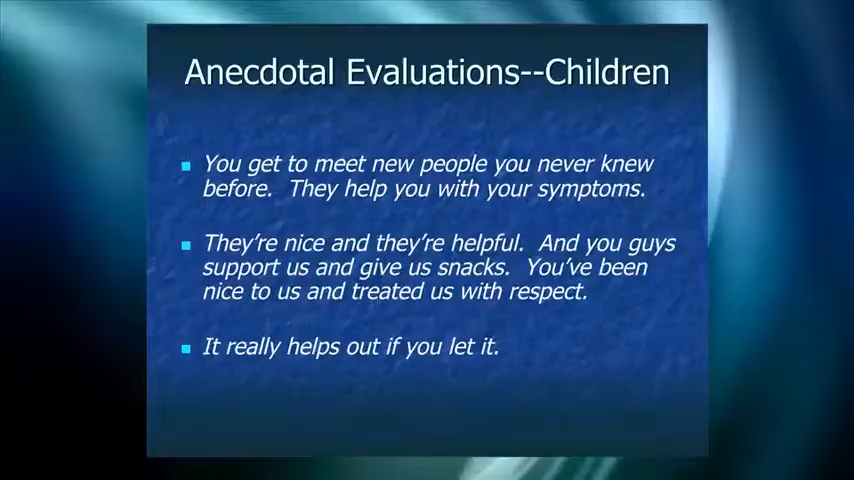 Anecdotal Evaluations--Children
You get to meet new people you never knew
before. They help you with your symptoms.
They're nice and they're helpful. And you guys
support us and give us snacks. You've been
nice to us and treated us with respect.
It really helps out if you let it.